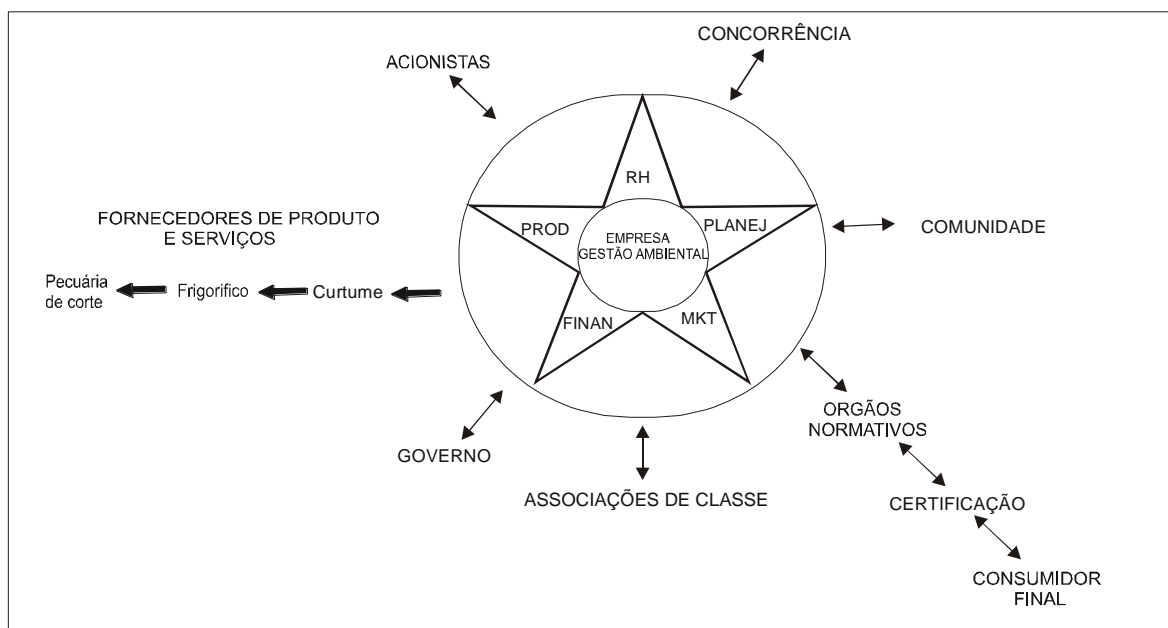 CONCORRÊNCIA
ACIONISTAS
RH
FORNECEDORES DE PRODUTO
E SERVIÇOS
PROD
PLANEJ
COMUNIDADE
EMPRESA
GESTÃO AMBIENTAL
Pecuária
de corte
Frigorifico
Curtume
FINAN
MKT
ORGÃOS
NORMATIVOS
GOVERNO
ASSOCIAÇÕES DE CLASSE
CERTIFICAÇÃO
CONSUMIDOR
FINAL